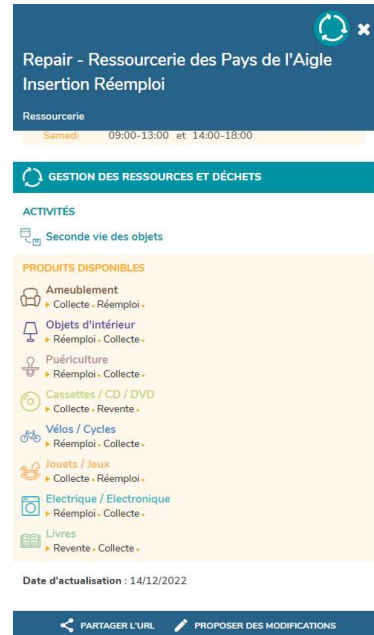 Repair - Ressourcerie des Pays de l'Aigle
Insertion Réemploi
Ressourcerie
Samedi 09:00-13:00 et 14:00-18:00
GESTION DES RESSOURCES ET DÉCHETS
ACTIVITÉS
Seconde vie des objets
PRODUITS DISPONIBLES
Ameublement
Collecte - Réemploi -
Objets d'intérieur
Réemploi - Collecte -
Puériculture
Réemploi - Collecte -
Cassettes / CD / DVD
Collecte - Revente -
Vélos / Cycles
Réemploi - Collecte -
Jouets / Jeux
Collecte - Réemploi -
Electrique / Electronique
Réemploi - Collecte -
Livres
Revente - Collecte -
Date d'actualisation : 14/12/2022
PARTAGER L'URL PROPOSER DES MODIFICATIONS